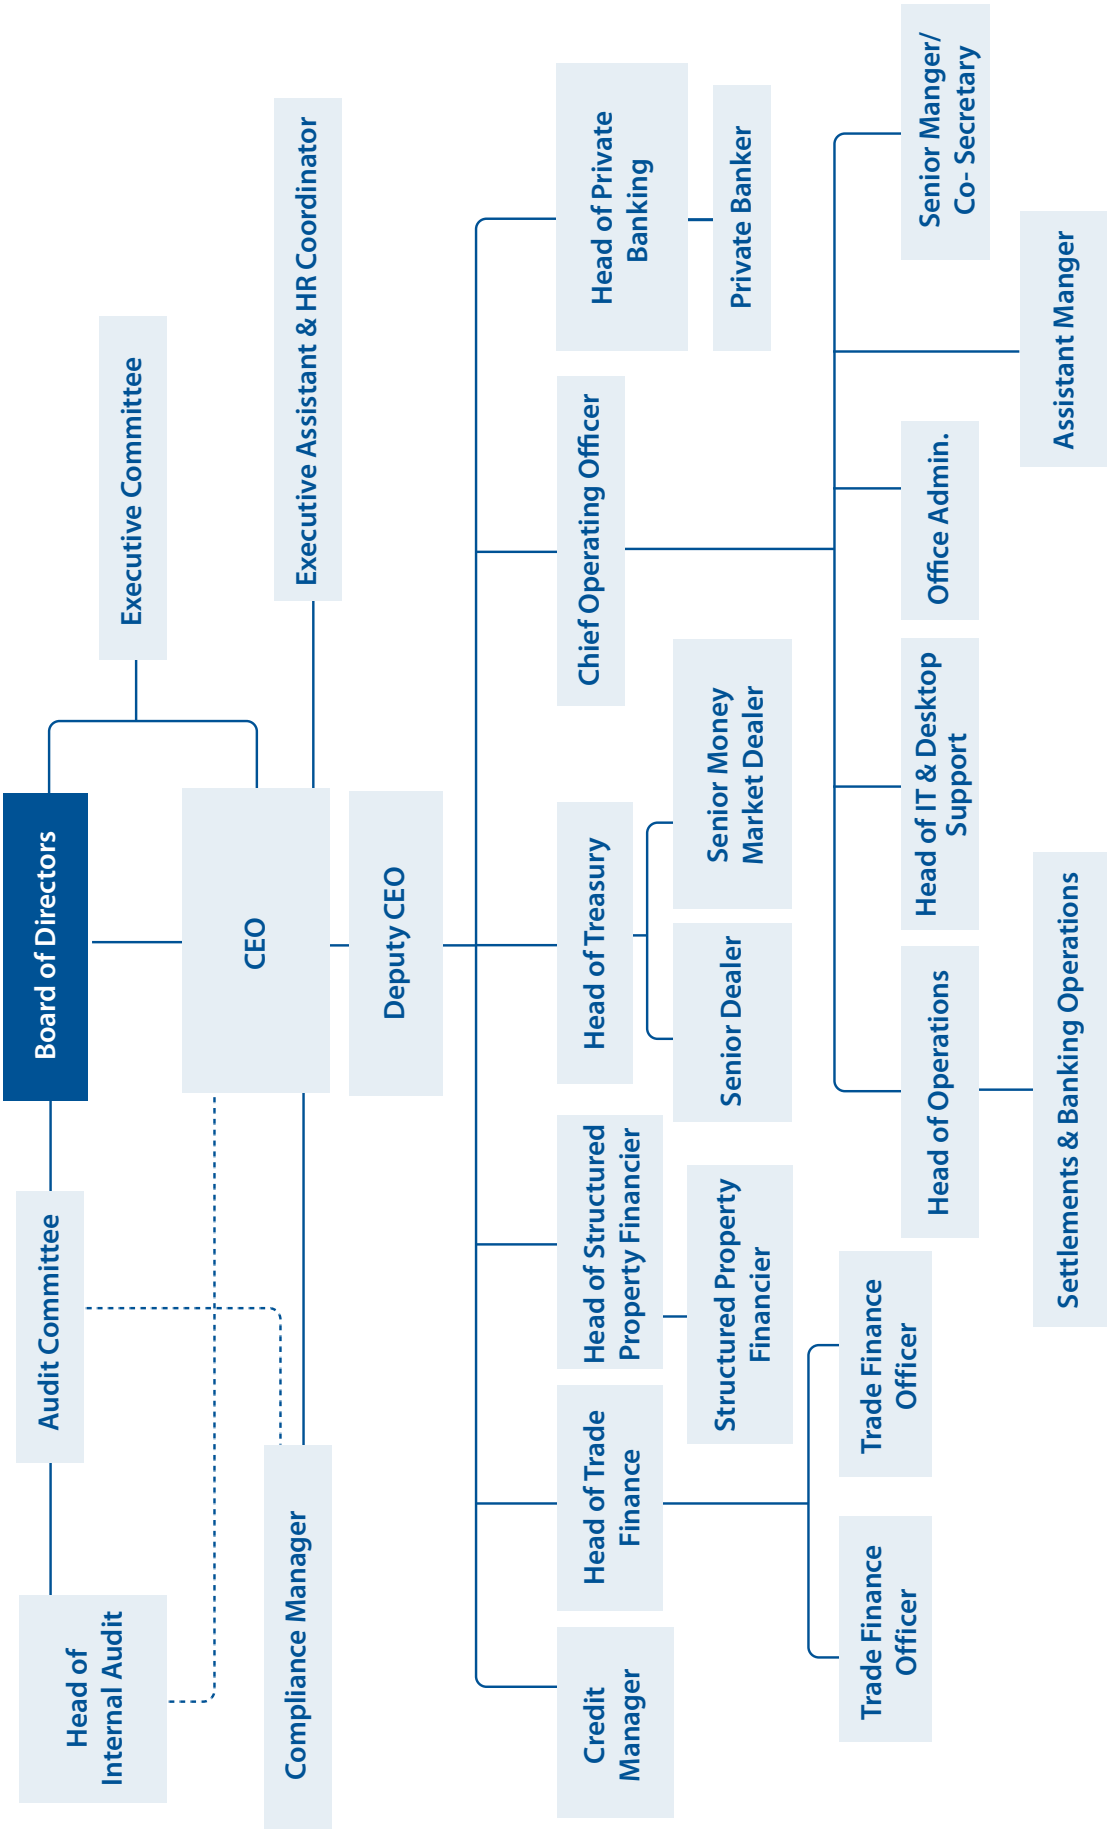 Board of Directors
Audit Committee
Executive Committee
Head of
Internal Audit
CEO
Compliance Manager
Executive Assistant & HR Coordinator
Deputy CEO
Credit
Manager
Head of Trade
Finance
Head of Structured
Property Financier
Head of Treasury
Chief Operating Officer
Head of Private
Banking
Structured Property
Financier
Senior Dealer
Senior Money
Market Dealer
Private Banker
Trade Finance
Officer
Trade Finance
Officer
Head of Operations
Head of IT & Desktop
Support
Office Admin.
Senior Manger/
Co- Secretary
Assistant Manger
Settlements & Banking Operations